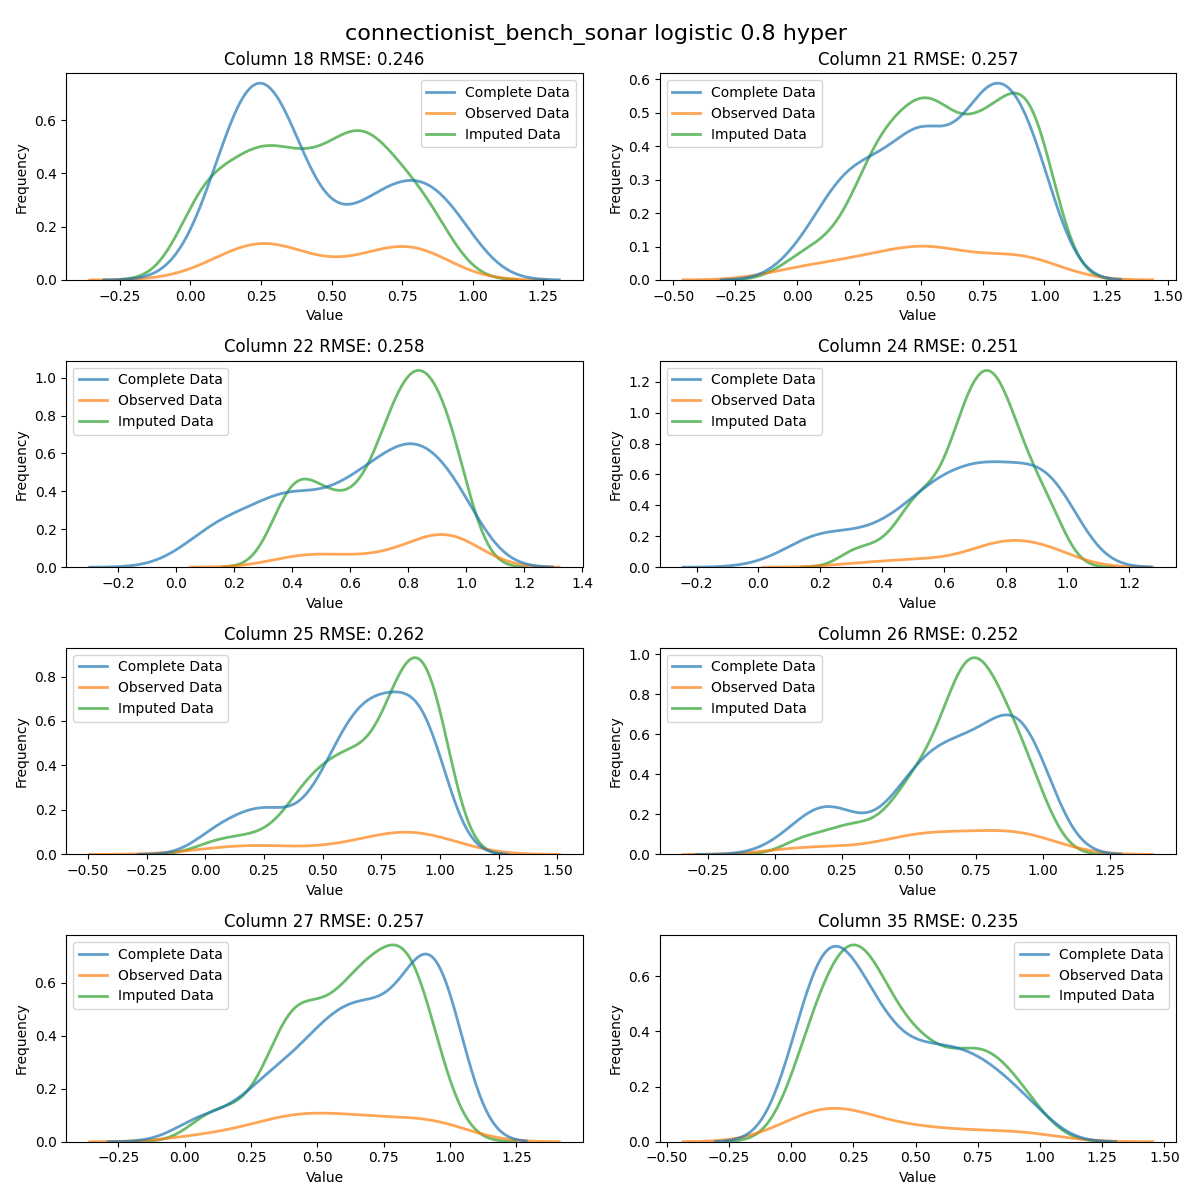 connectionist_bench_sonar logistic 0.8 hyper
Column 18 RMSE: 0.246
Frequency
0.6
0.4
0.2
0.0
Complete Data
Observed Data
Imputed Data
−0.25 0.00 0.25 0.50 0.75 1.00 1.25
Value
Column 21 RMSE: 0.257
Frequency
0.6
0.5
0.4
0.3
0.2
0.1
0.0
Complete Data
Observed Data
Imputed Data
−0.50 −0.25 0.00 0.25 0.50 0.75 1.00 1.25 1.50
Value
Column 22 RMSE: 0.258
Frequency
1.0
0.8
0.6
0.4
0.2
0.0
Complete Data
Observed Data
Imputed Data
−0.2 0.0 0.2 0.4 0.6 0.8 1.0 1.2 1.4
Value
Column 24 RMSE: 0.251
Frequency
1.2
1.0
0.8
0.6
0.4
0.2
0.0
Complete Data
Observed Data
Imputed Data
−0.2 0.0 0.2 0.4 0.6 0.8 1.0 1.2
Value
Column 25 RMSE: 0.262
Frequency
0.8
0.6
0.4
0.2
0.0
Complete Data
Observed Data
Imputed Data
−0.50 −0.25 0.00 0.25 0.50 0.75 1.00 1.25 1.50
Value
Column 26 RMSE: 0.252
Frequency
1.0
0.8
0.6
0.4
0.2
0.0
Complete Data
Observed Data
Imputed Data
−0.25 0.00 0.25 0.50 0.75 1.00 1.25
Value
Column 27 RMSE: 0.257
Frequency
0.6
0.4
0.2
0.0
Complete Data
Observed Data
Imputed Data
−0.25 0.00 0.25 0.50 0.75 1.00 1.25
Value
Column 35 RMSE: 0.235
Frequency
0.6
0.4
0.2
0.0
Complete Data
Observed Data
Imputed Data
−0.50 −0.25 0.00 0.25 0.50 0.75 1.00 1.25 1.50
Value